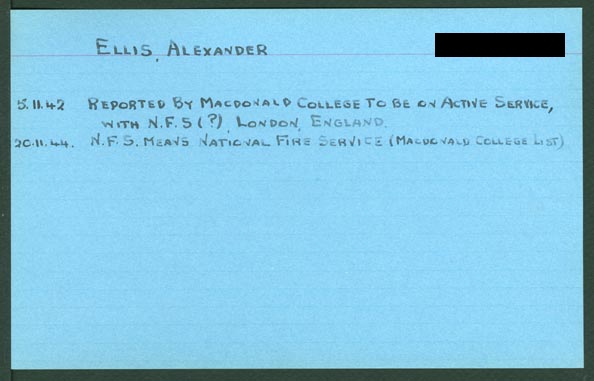 ELLIS, ALEXANDER
5.11.42 REPORTED BY MACDONALD COLLEGE TO BE ON ACTIVE SERVICE,
WITH N.F.S (?), LONDON, ENGLAND.
20.11.44. N.F.S. MEANS NATIONAL FIRE SERVICE (MACDONALD COLLEGE LIST)